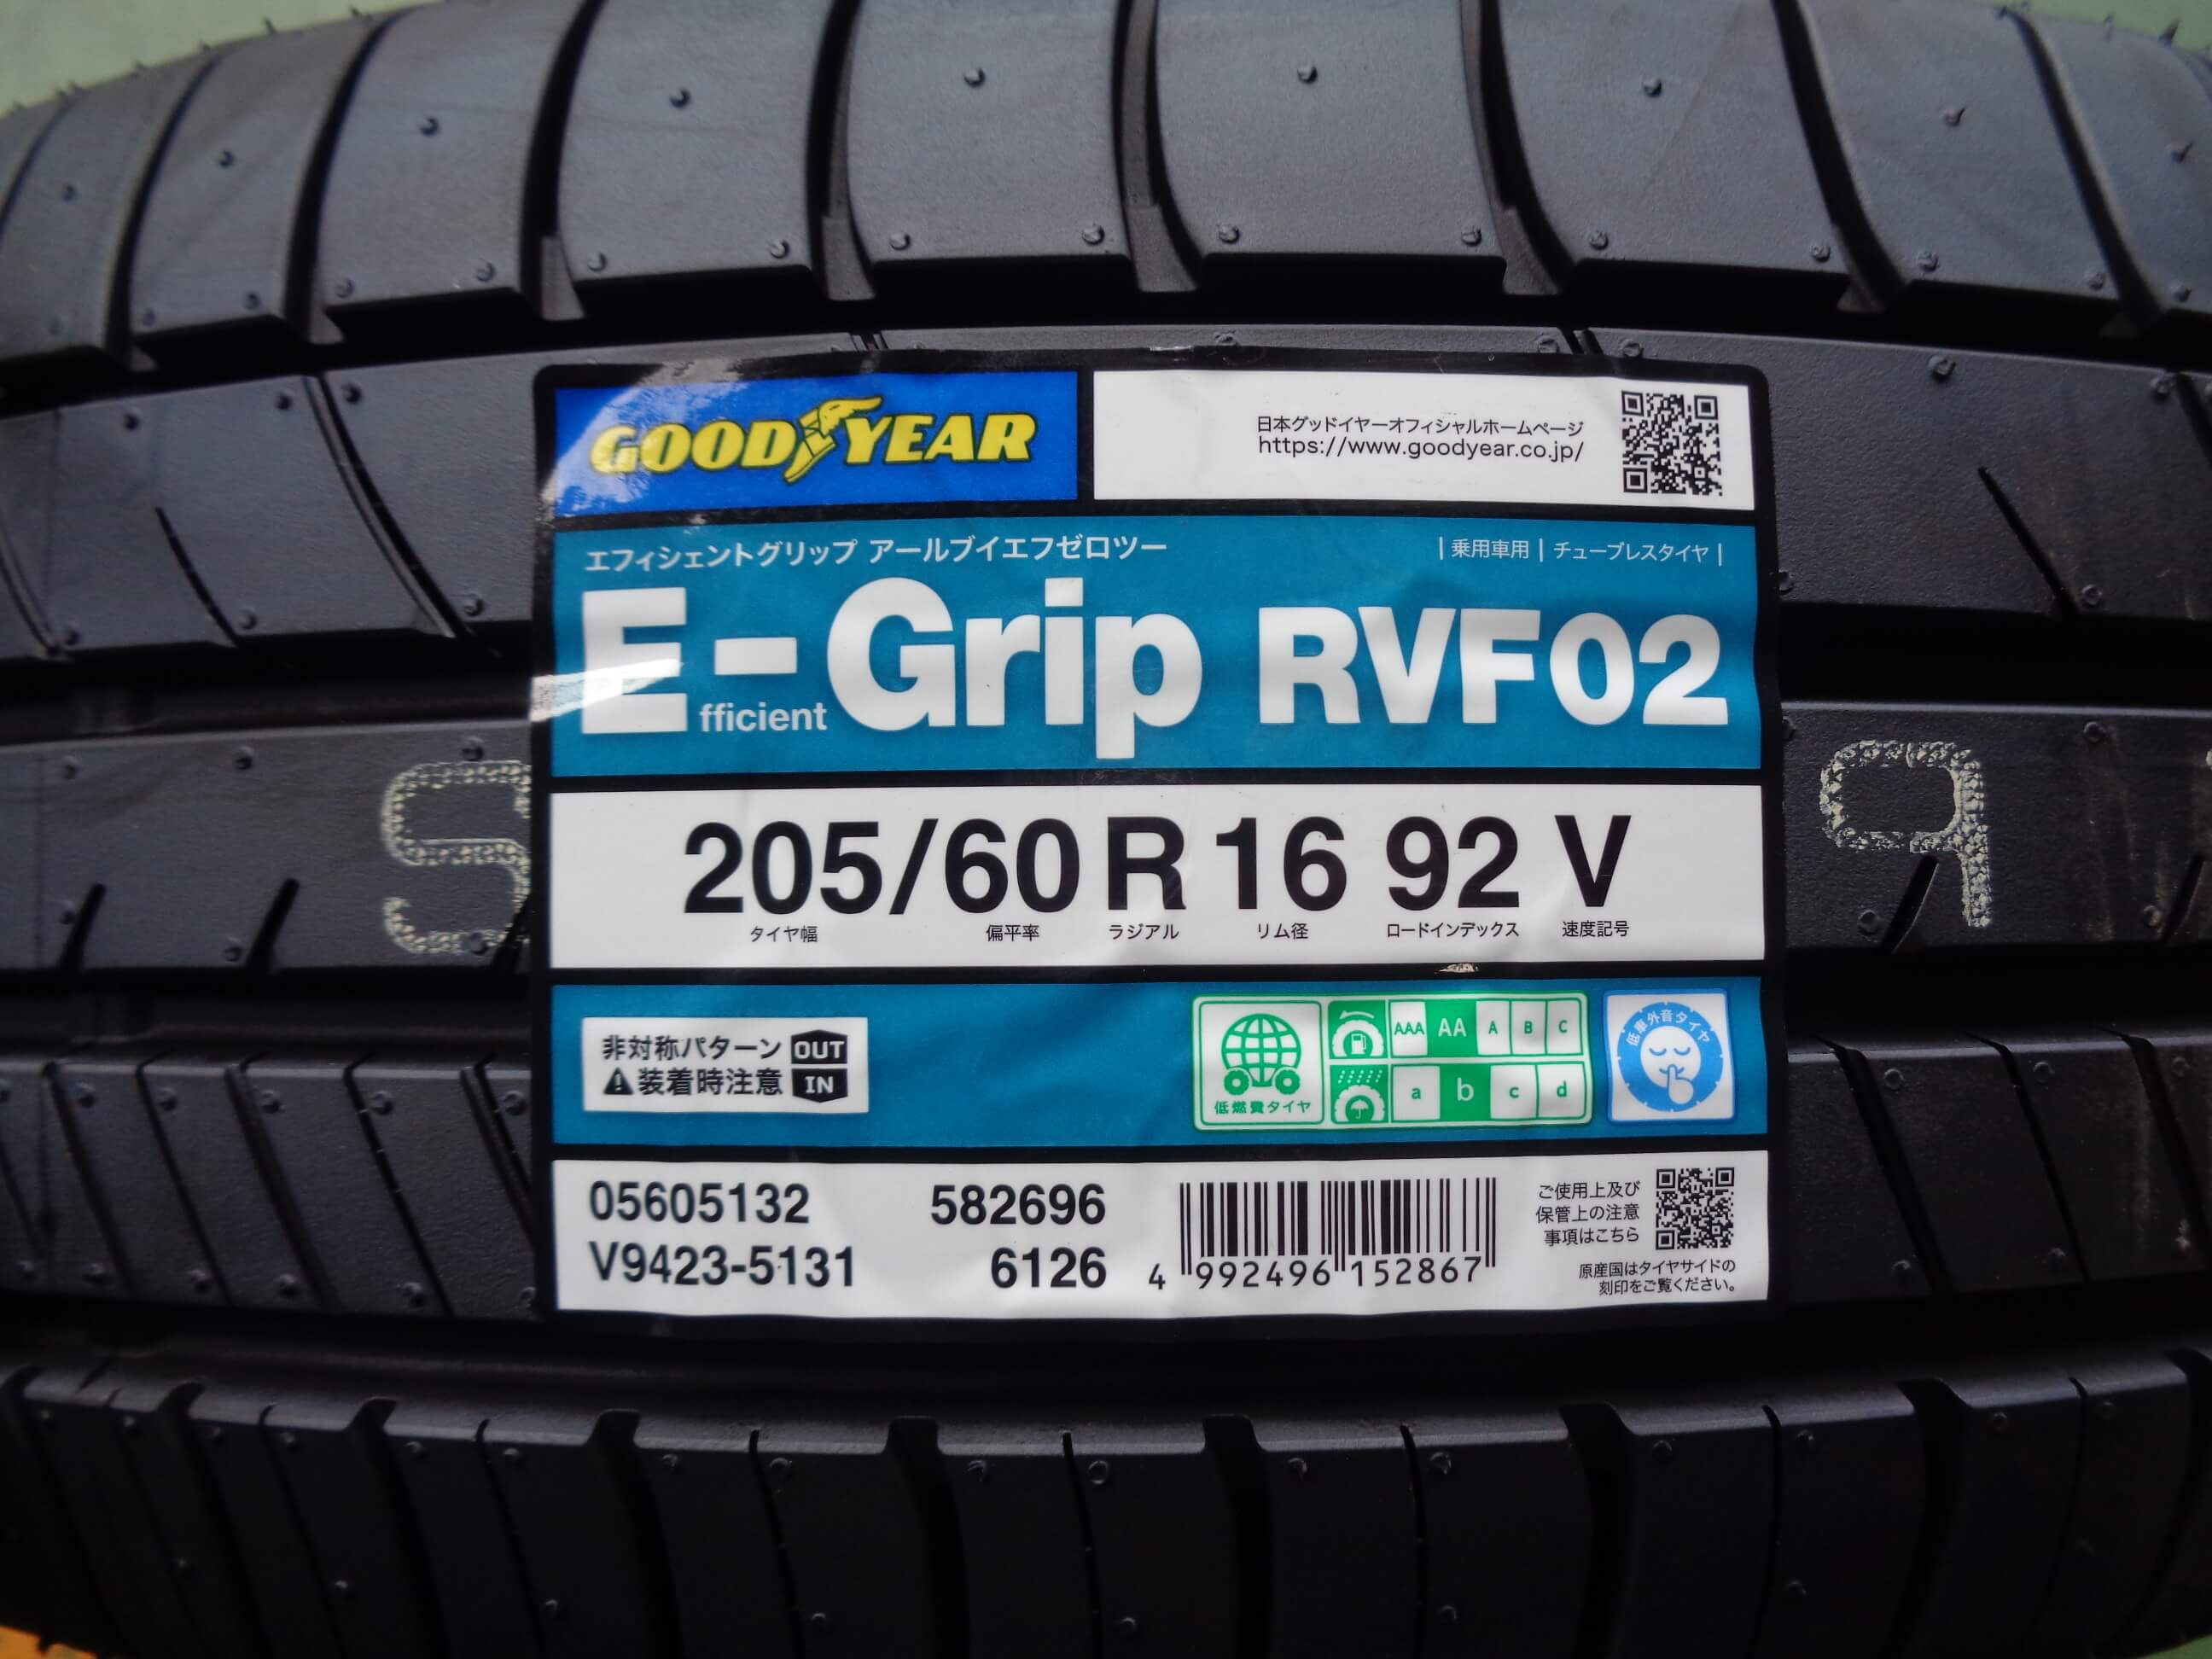 GOODYEAR
日本グッドイヤーオフィシャルホームページ
https://www.goodyear.co.jp/
エフィシェントグリップ アールブイエフゼロツー
| 乗用車用 | チューブレスタイヤ |
E-Grip RVF02
fficient
205/60 R 16 92 V
タイヤ幅 偏平率 ラジアル リム径 ロードインデックス 速度記号
非対称パターン OUT
装着時注意 IN
低燃費タイヤ
AAA AA A B C
a b c d
低車外音タイヤ
05605132 582696
V9423-5131 6126
4 992496 152867
ご使用上及び
保管上の注意
事項はこちら
原産国はタイヤサイドの
刻印をご覧ください。